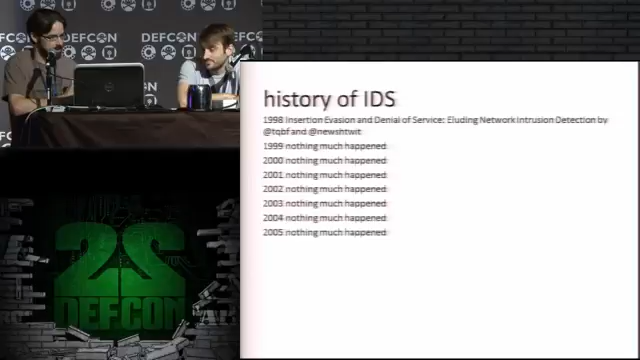 DEFCON
DEFCON
history of IDS
1998 Insertion Evasion and Denial of Service: Eluding Network Intrusion Detection by
@tqbf and @newshtwit
1999 nothing much happened
2000 nothing much happened
2001 nothing much happened
2002 nothing much happened
2003 nothing much happened
2004 nothing much happened
2005 nothing much happened
22
DEFCON